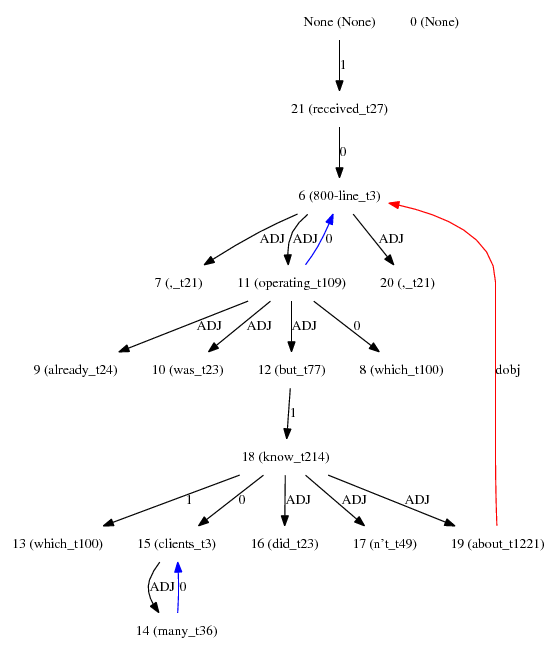 None (None) 0 (None)
1
21 (received_t27)
0
6 (800-line_t3)
ADJ ADJ 0 ADJ
7 (,_t21) 11 (operating_t109) 20 (,_t21)
ADJ ADJ ADJ 0
9 (already_t24) 10 (was_t23) 12 (but_t77) 8 (which_t100) dobj
1
18 (know_t214)
1 0 ADJ ADJ ADJ
13 (which_t100) 15 (clients_t3) 16 (did_t23) 17 (n't_t49) 19 (about_t1221)
ADJ 0
14 (many_t36)